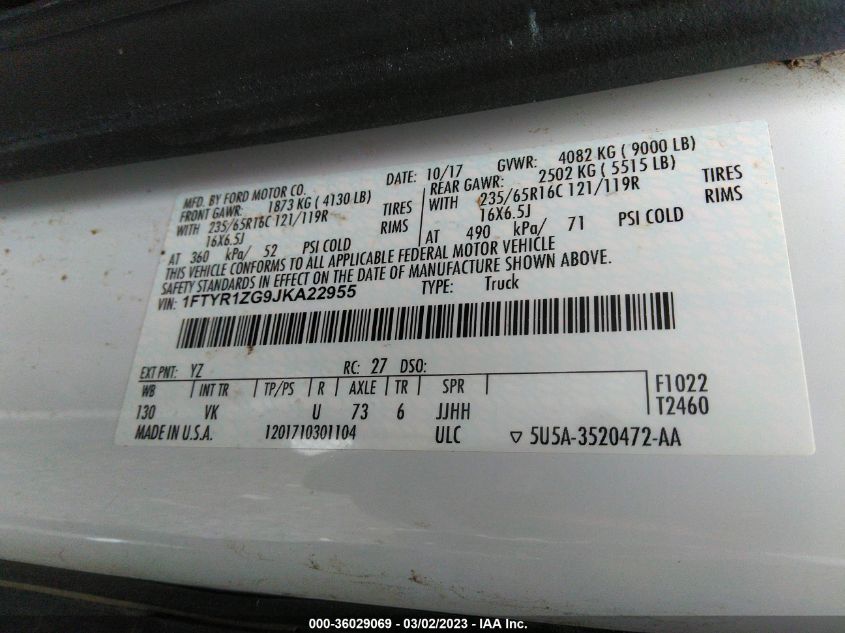 MFD. BY FORD MOTOR CO.
FRONT GAWR: 1873 KG ( 4130 LB)
WITH 235/65R16C 121/119R TIRES
16X6.5J RIMS
AT 360 kPa/ 52 PSI COLD
DATE: 10/17 GVWR: 4082 KG ( 9000 LB)
REAR GAWR: 2502 KG ( 5515 LB)
WITH 235/65R16C 121/119R TIRES
16X6.5J RIMS
AT 490 kPa/ 71 PSI COLD
THIS VEHICLE CONFORMS TO ALL APPLICABLE FEDERAL MOTOR VEHICLE
SAFETY STANDARDS IN EFFECT ON THE DATE OF MANUFACTURE SHOWN ABOVE.
VIN: 1FTYR1ZG9JKA22955 TYPE: Truck
EXT PNT: YZ RC: 27 DSO:
WB INT TR TP/PS R AXLE TR SPR F1022
130 VK U 73 6 JJHH T2460
MADE IN U.S.A. 1201710301104 ULC ▽ 5U5A-3520472-AA
000-36029069 - 03/02/2023 - IAA Inc.